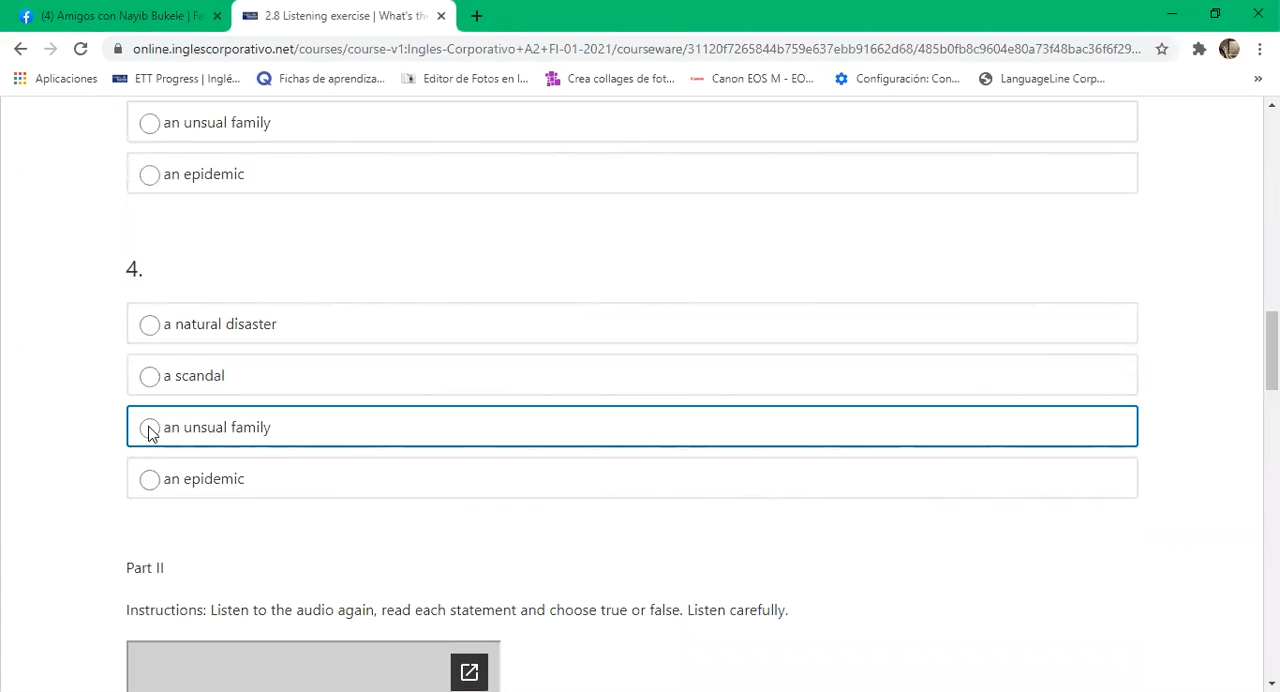 (4) Amigos con Nayib Bukele | Fa
2.8 Listening exercise | What's the
online.inglescorporativo.net/courses/course-v1:Ingles-Corporativo+A2+FI-01-2021/courseware/31120f7265844b759e637ebb91662d68/485b0fb8c9604e80a73f48bac36f6f29...
Aplicaciones
ETT Progress | Inglé...
Fichas de aprendiza...
Editor de Fotos en l...
Crea collages de fot...
Canon EOS M - EO...
Configuración: Con...
LanguageLine Corp...
»
an unsual family
an epidemic
4.
a natural disaster
a scandal
an unsual family
an epidemic
Part II
Instructions: Listen to the audio again, read each statement and choose true or false. Listen carefully.